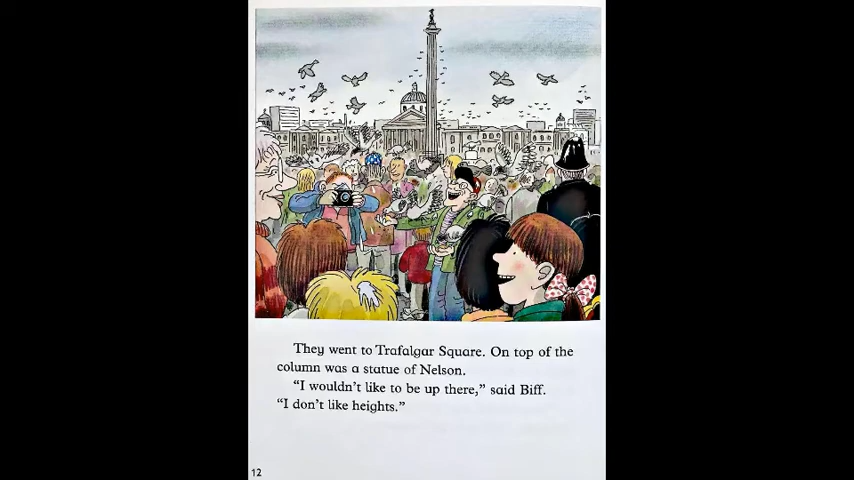 They went to Trafalgar Square. On top of the
column was a statue of Nelson.
"I wouldn't like to be up there," said Biff.
"I don't like heights."
12